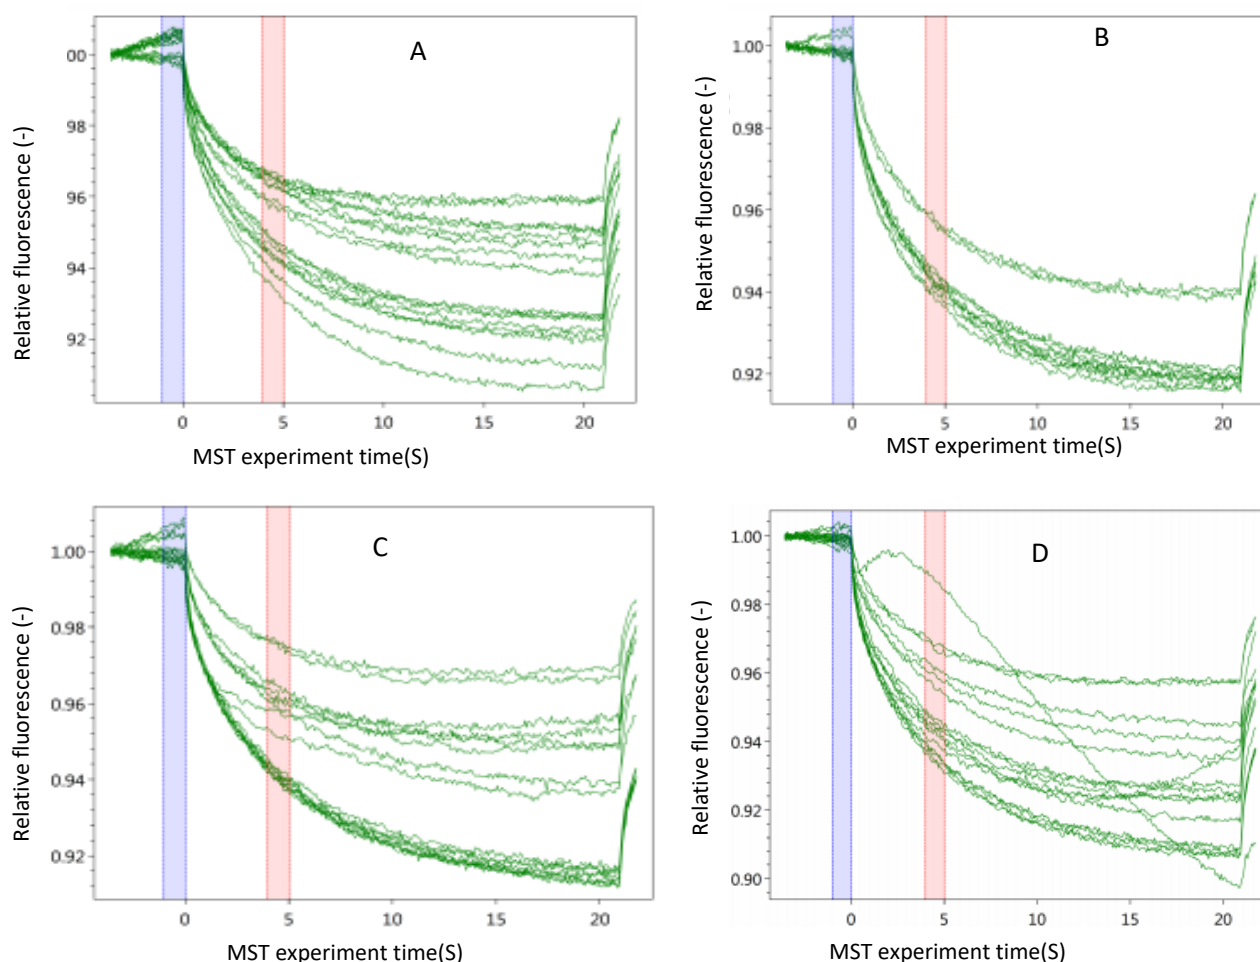 A
00
98
96
94
92
0 5 10 15 20
Relative fluorescence (-)
MST experiment time(S)
B
1.00
0.98
0.96
0.94
0.92
0 5 10 15 20
Relative fluorescence (-)
MST experiment time(S)
C
1.00
0.98
0.96
0.94
0.92
0 5 10 15 20
Relative fluorescence (-)
MST experiment time(S)
D
1.00
0.98
0.96
0.94
0.92
0.90
0 5 10 15 20
Relative fluorescence (-)
MST experiment time(S)